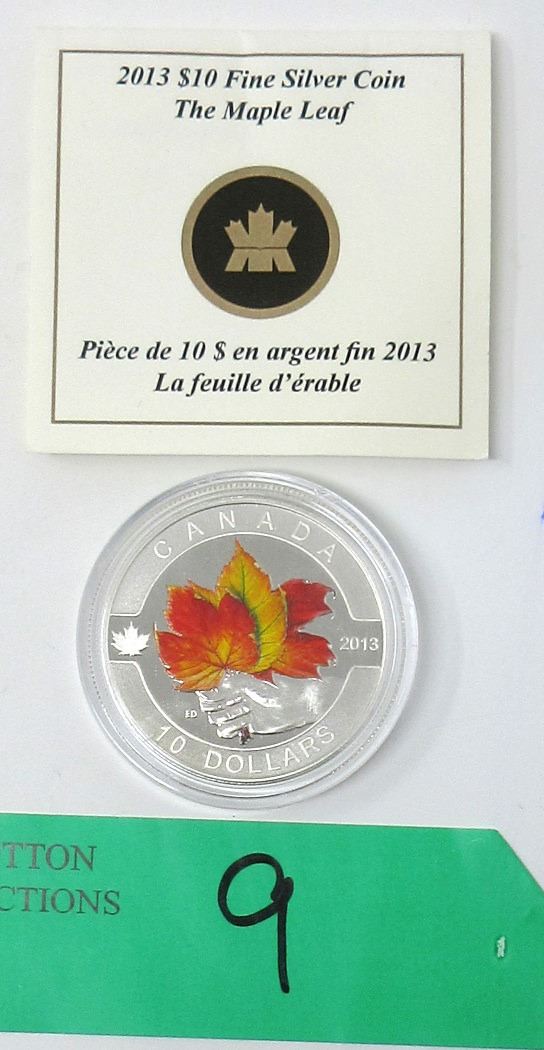 2013 $10 Fine Silver Coin
The Maple Leaf
Pièce de 10 $ en argent fin 2013
La feuille d'érable
CANADA
2013
ED
10 DOLLARS
TTON
CTIONS
9